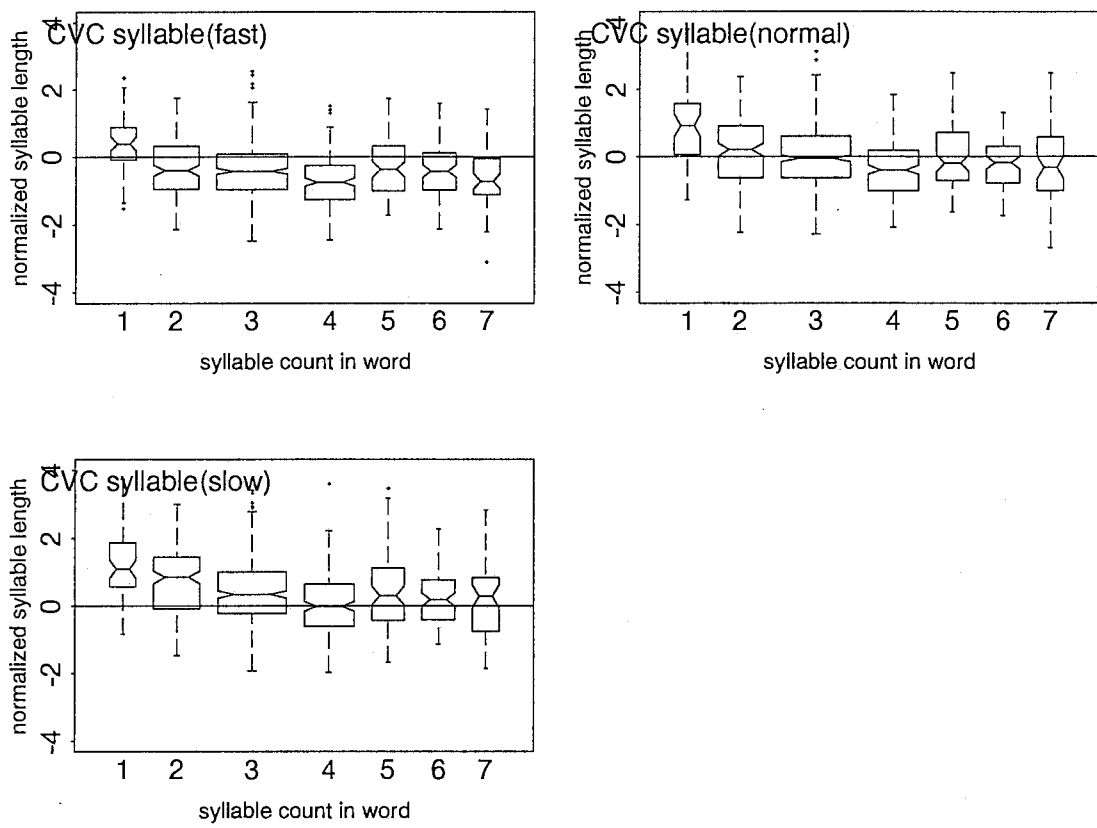 CVC syllable(fast)
normalized syllable length
4
2
0
-2
-4
1 2 3 4 5 6 7
syllable count in word
CVC syllable(normal)
normalized syllable length
4
2
0
-2
-4
1 2 3 4 5 6 7
syllable count in word
CVC syllable(slow)
normalized syllable length
4
2
0
-2
-4
1 2 3 4 5 6 7
syllable count in word